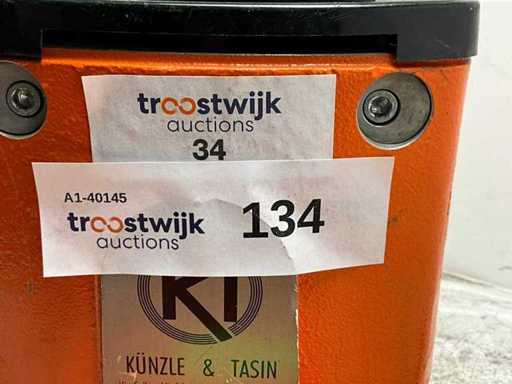 troostwijk
auctions
34
A1-40145
troostwijk
auctions
134
KT
KÜNZLE & TASIN